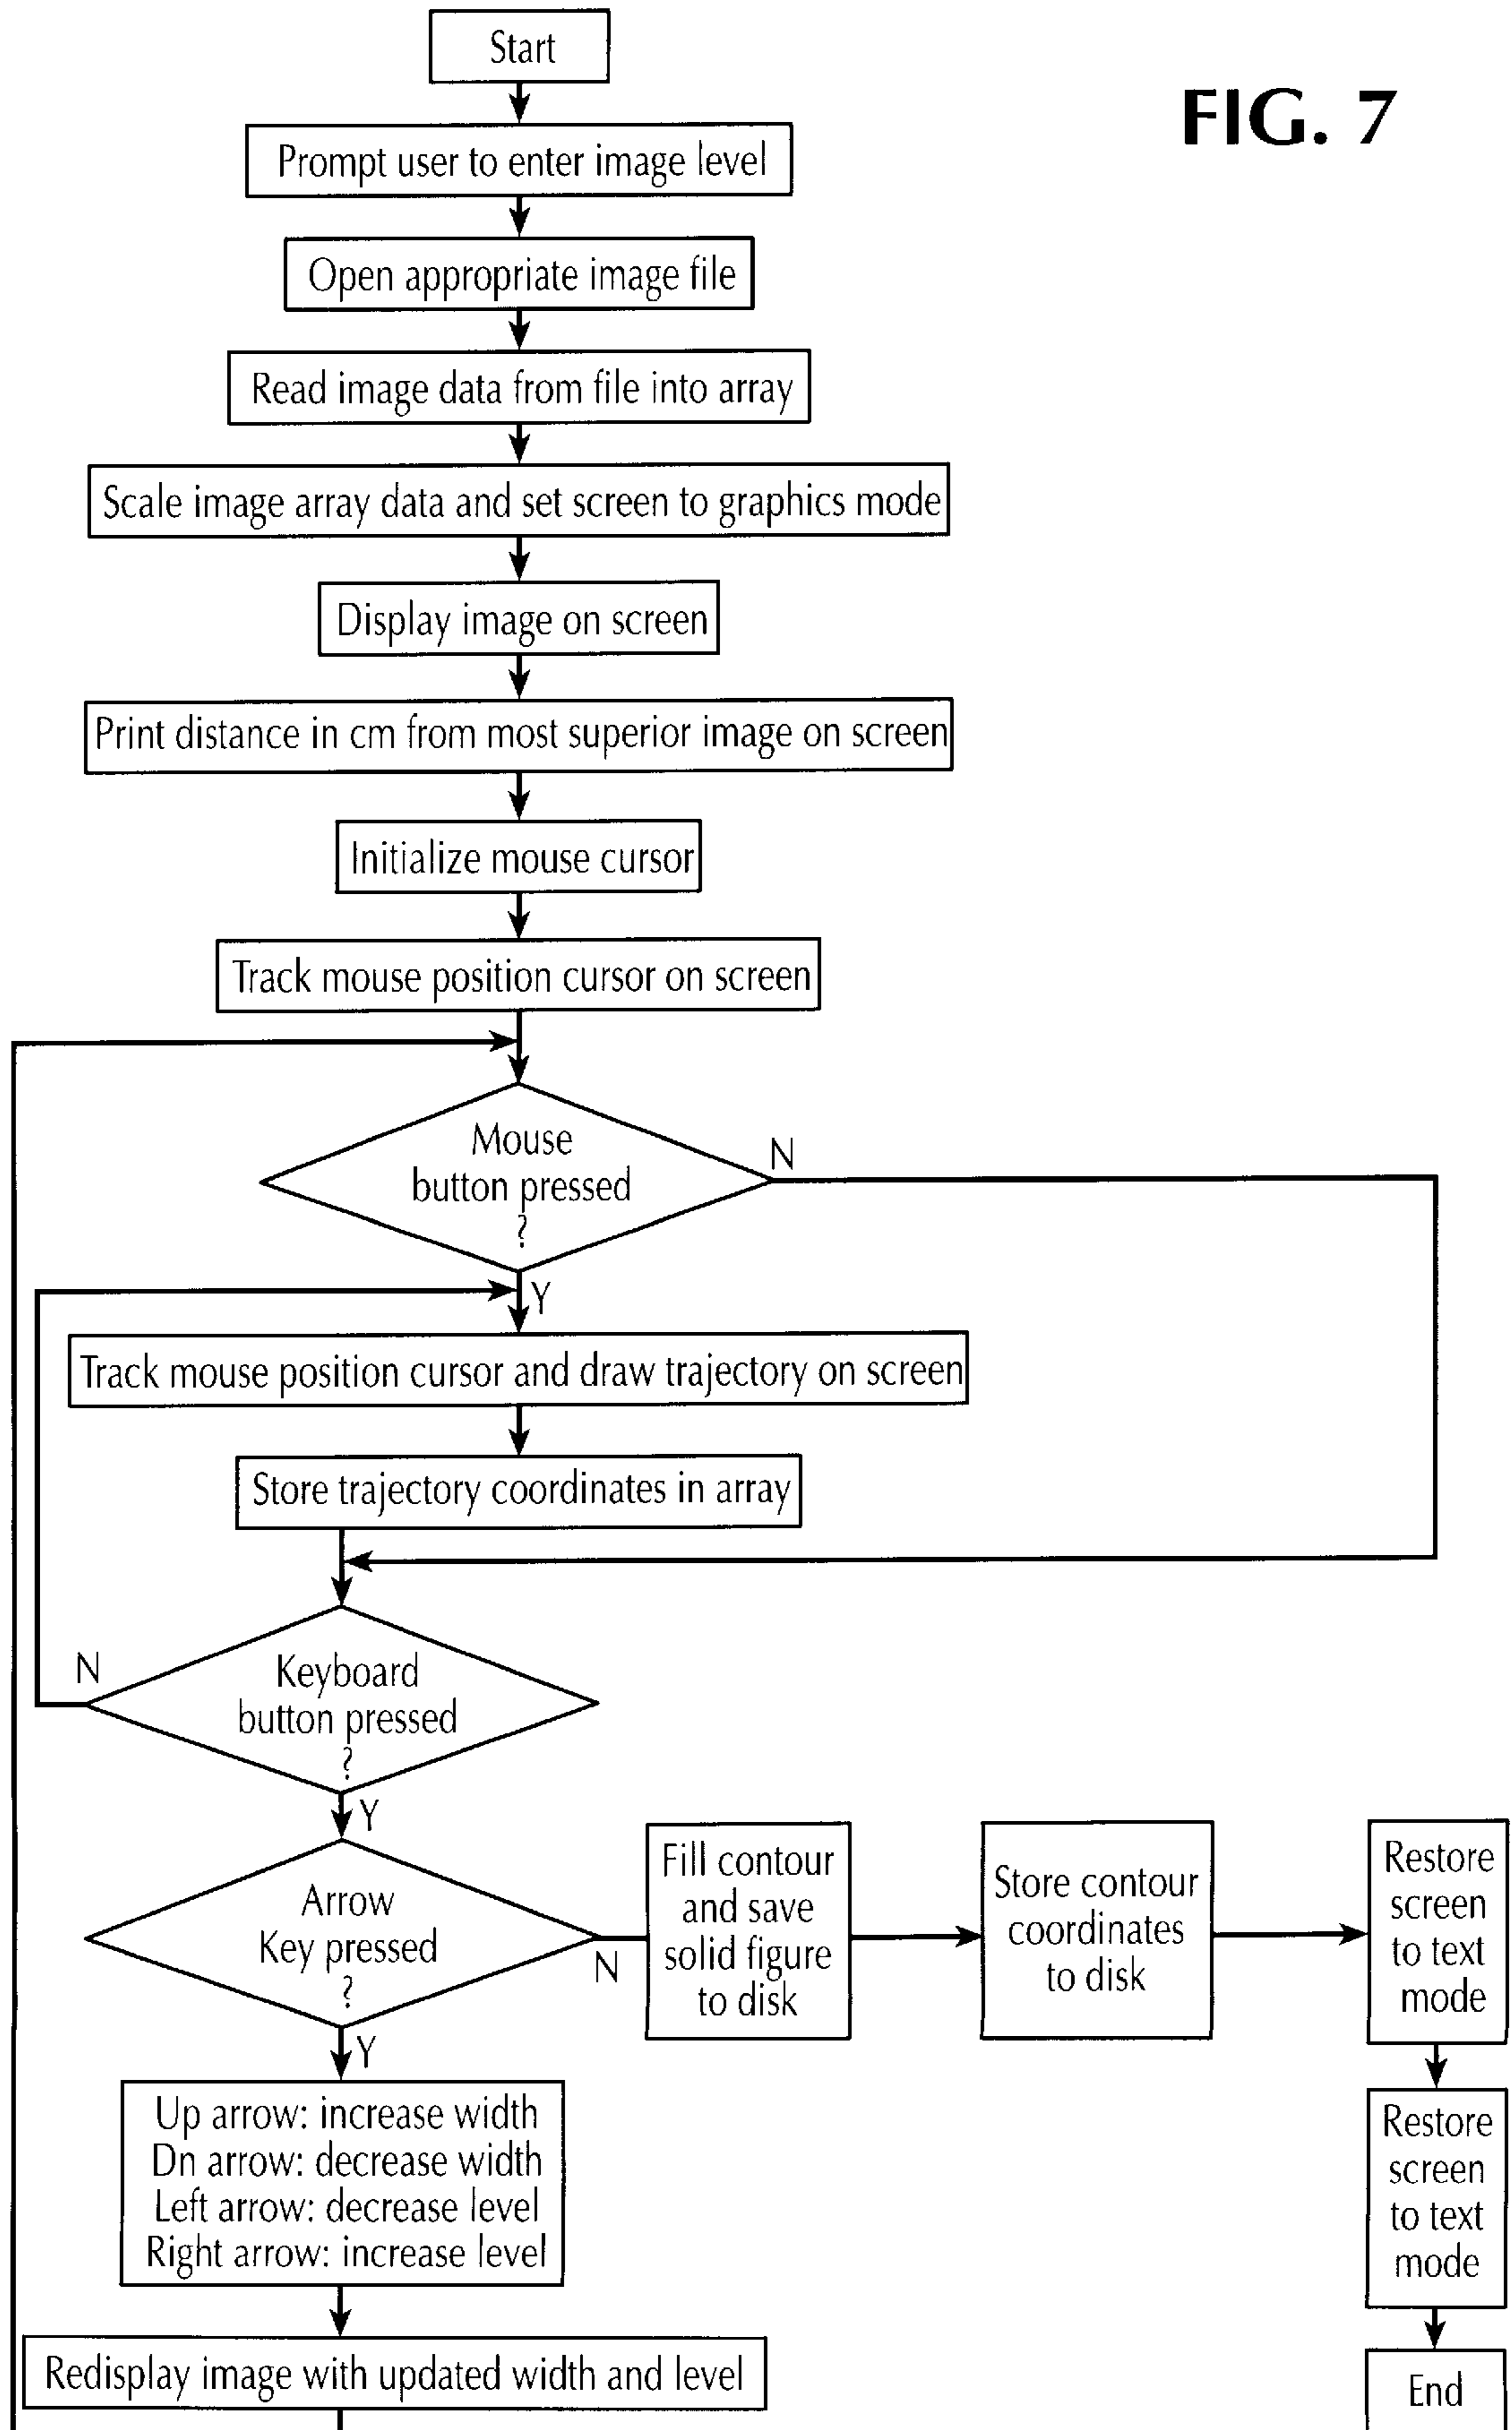 FIG. 7
Start
Prompt user to enter image level
Open appropriate image file
Read image data from file into array
Scale image array data and set screen to graphics mode
Display image on screen
Print distance in cm from most superior image on screen
Initialize mouse cursor
Track mouse position cursor on screen
Mouse
button pressed
?
N
Y
Track mouse position cursor and draw trajectory on screen
Store trajectory coordinates in array
Keyboard
button pressed
?
N
Y
Arrow
Key pressed
?
N
Y
Fill contour
and save
solid figure
to disk
Store contour
coordinates
to disk
Restore
screen
to text
mode
Restore
screen
to text
mode
End
Up arrow: increase width
Dn arrow: decrease width
Left arrow: decrease level
Right arrow: increase level
Redisplay image with updated width and level